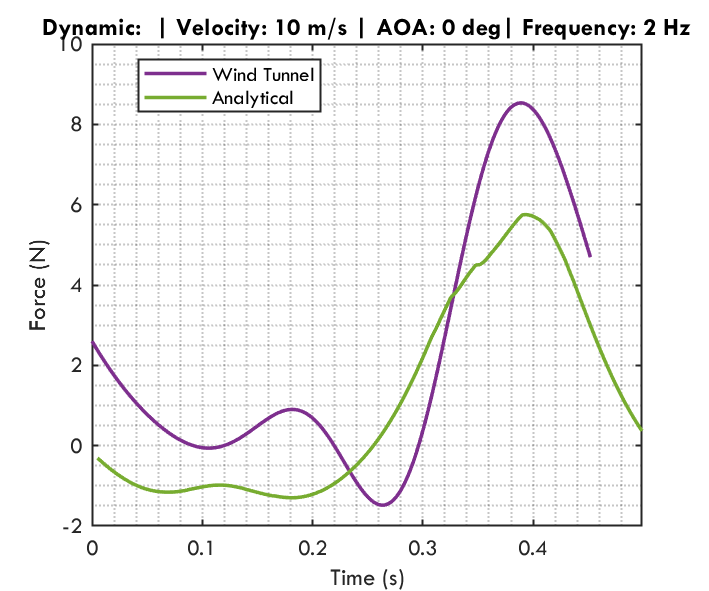 Dynamic:  | Velocity: 10 m/s | AOA: 0 deg| Frequency: 2 Hz
10
Wind Tunnel
Analytical
8
6
4
2
0
-2
Force (N)
0 0.1 0.2 0.3 0.4
Time (s)